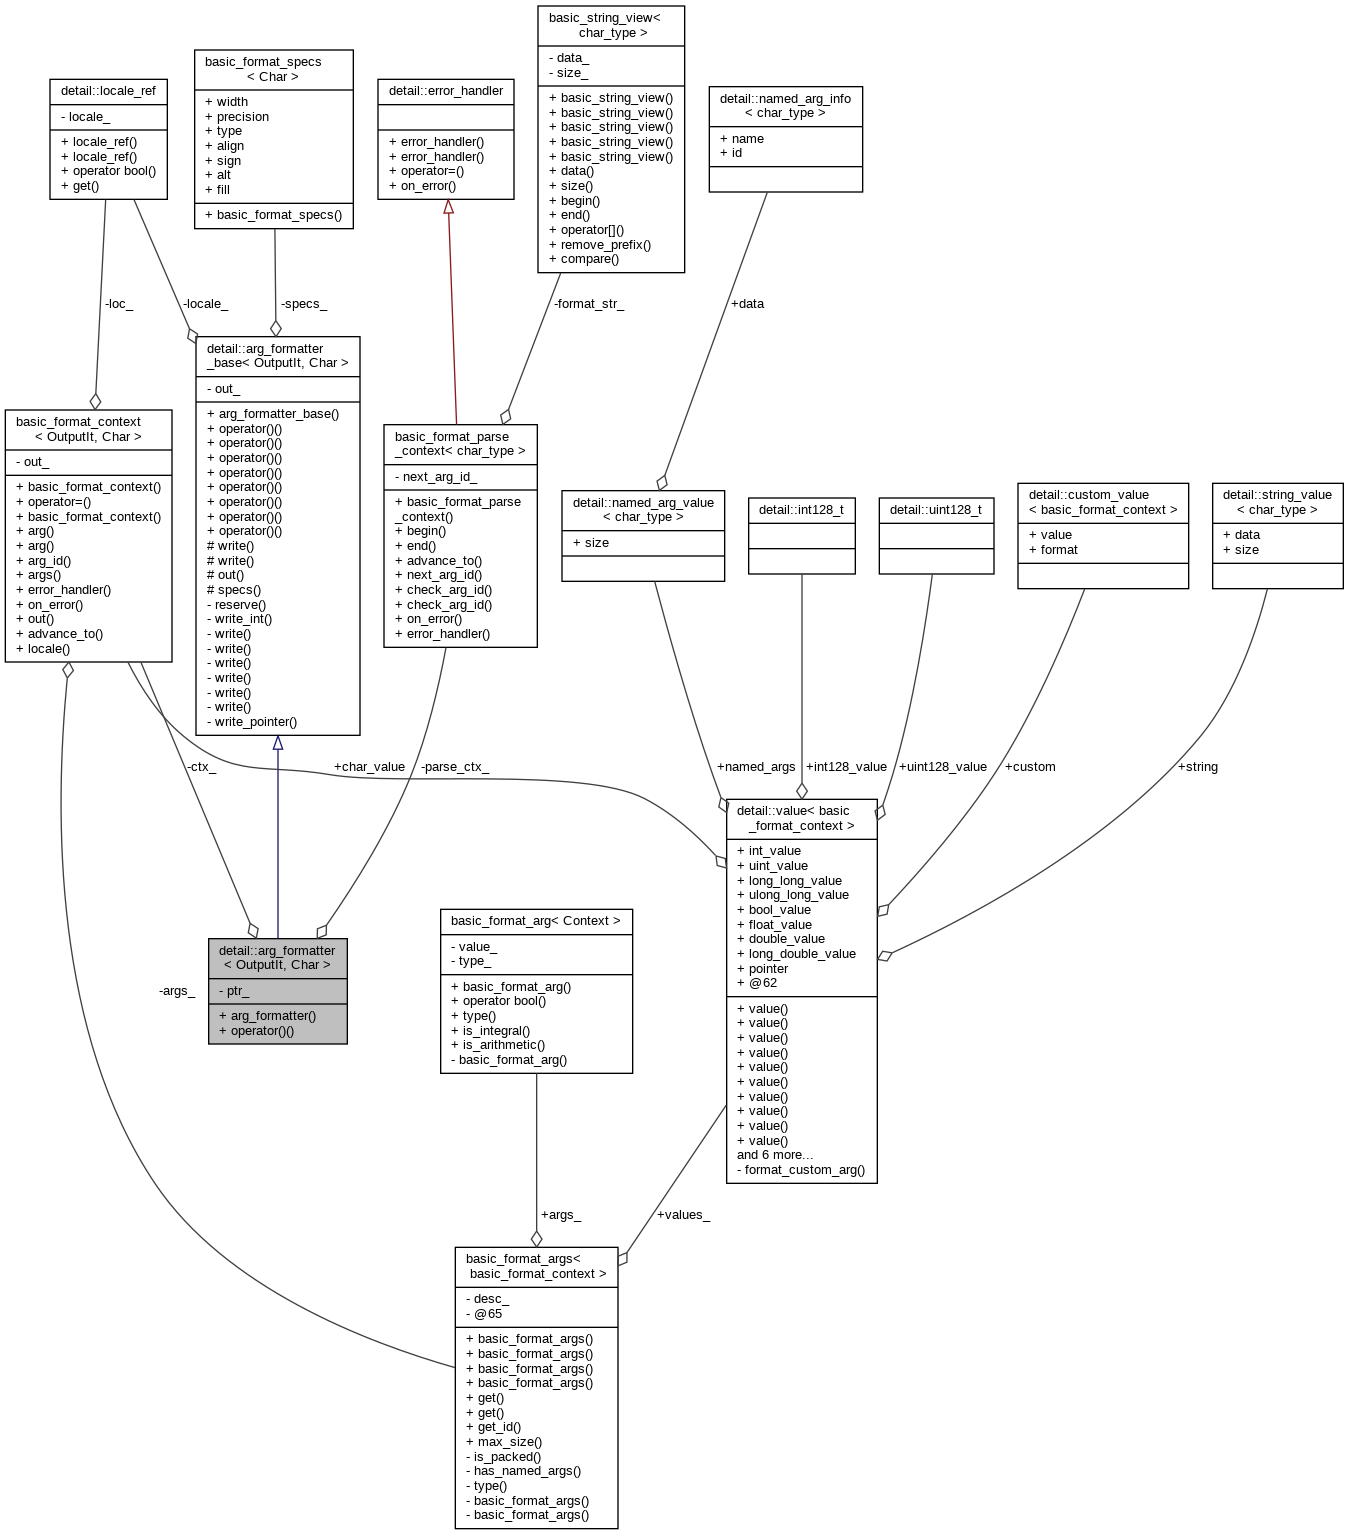 basic_string_view<
char_type >
- data_
- size_
+ basic_string_view()
+ basic_string_view()
+ basic_string_view()
+ basic_string_view()
+ basic_string_view()
+ data()
+ size()
+ begin()
+ end()
+ operator[]()
+ remove_prefix()
+ compare()
basic_format_specs
< Char >
+ width
+ precision
+ type
+ align
+ sign
+ alt
+ fill
+ basic_format_specs()
detail::locale_ref
- locale_
+ locale_ref()
+ locale_ref()
+ operator bool()
+ get()
detail::error_handler
+ error_handler()
+ error_handler()
+ operator=()
+ on_error()
detail::named_arg_info
< char_type >
+ name
+ id
-loc_
-locale_
-specs_
-format_str_
+data
detail::arg_formatter
_base< OutputIt, Char >
- out_
+ arg_formatter_base()
+ operator()()
+ operator()()
+ operator()()
+ operator()()
+ operator()()
+ operator()()
+ operator()()
+ operator()()
# write()
# write()
# out()
# specs()
- reserve()
- write_int()
- write()
- write()
- write()
- write()
- write()
- write()
- write_pointer()
basic_format_context
< OutputIt, Char >
- out_
+ basic_format_context()
+ operator=()
+ basic_format_context()
+ arg()
+ arg()
+ arg_id()
+ args()
+ error_handler()
+ on_error()
+ out()
+ advance_to()
+ locale()
basic_format_parse
_context< char_type >
- next_arg_id_
+ basic_format_parse
_context()
+ begin()
+ end()
+ advance_to()
+ next_arg_id()
+ check_arg_id()
+ check_arg_id()
+ on_error()
+ error_handler()
detail::named_arg_value
< char_type >
+ size
detail::int128_t
detail::uint128_t
detail::custom_value
< basic_format_context >
+ value
+ format
detail::string_value
< char_type >
+ data
+ size
-ctx_
+char_value
-parse_ctx_
+named_args
+int128_value
+uint128_value
+custom
+string
detail::value< basic
_format_context >
+ int_value
+ uint_value
+ long_long_value
+ ulong_long_value
+ bool_value
+ float_value
+ double_value
+ long_double_value
+ pointer
+ @62
+ value()
+ value()
+ value()
+ value()
+ value()
+ value()
+ value()
+ value()
+ value()
+ value()
and 6 more...
- format_custom_arg()
basic_format_arg< Context >
- value_
- type_
+ basic_format_arg()
+ operator bool()
+ type()
+ is_integral()
+ is_arithmetic()
- basic_format_arg()
detail::arg_formatter
< OutputIt, Char >
- ptr_
+ arg_formatter()
+ operator()()
-args_
+args_
+values_
basic_format_args<
basic_format_context >
- desc_
- @65
+ basic_format_args()
+ basic_format_args()
+ basic_format_args()
+ basic_format_args()
+ get()
+ get()
+ get_id()
+ max_size()
- is_packed()
- has_named_args()
- type()
- basic_format_args()
- basic_format_args()